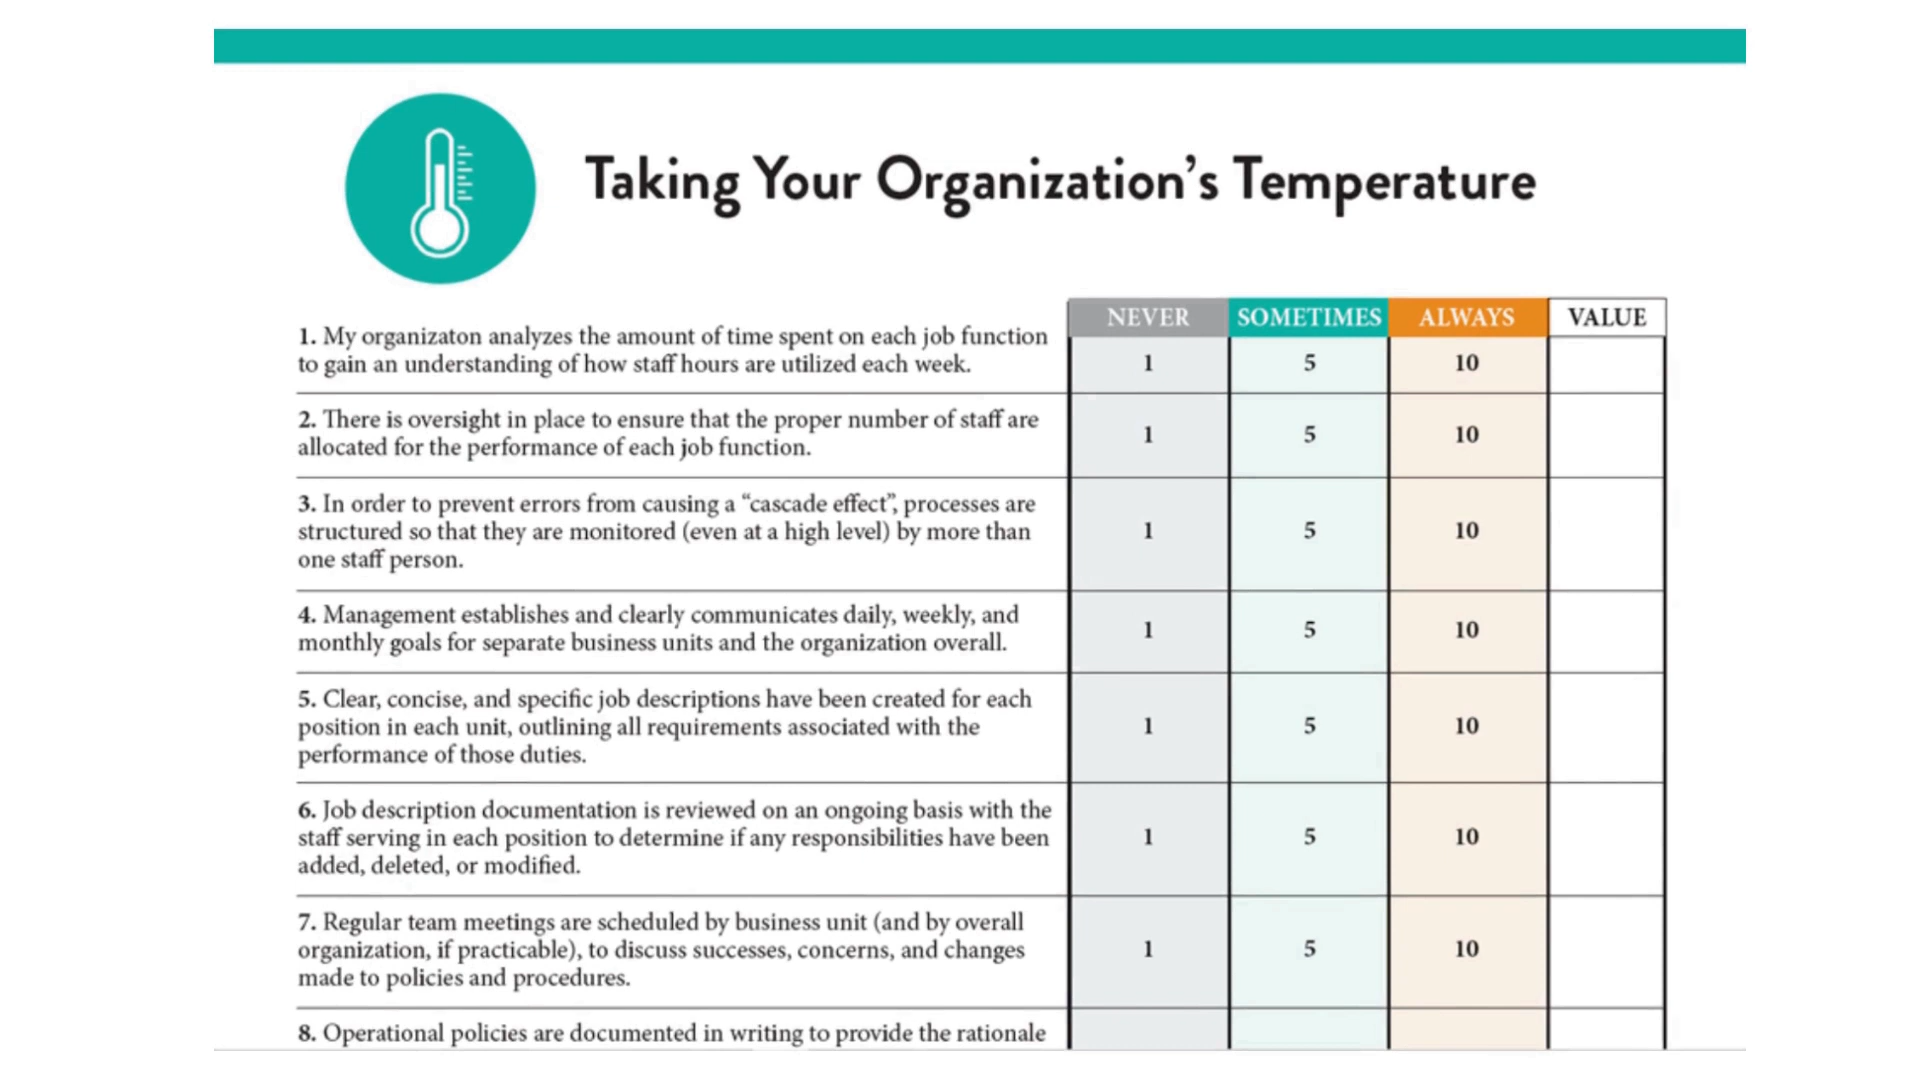 Taking Your Organization’s Temperature
NEVER SOMETIMES ALWAYS VALUE
1. My organizaton analyzes the amount of time spent on each job function
to gain an understanding of how staff hours are utilized each week.
1 5 10
2. There is oversight in place to ensure that the proper number of staff are
allocated for the performance of each job function.
1 5 10
3. In order to prevent errors from causing a “cascade effect”, processes are
structured so that they are monitored (even at a high level) by more than
one staff person.
1 5 10
4. Management establishes and clearly communicates daily, weekly, and
monthly goals for separate business units and the organization overall.
1 5 10
5. Clear, concise, and specific job descriptions have been created for each
position in each unit, outlining all requirements associated with the
performance of those duties.
1 5 10
6. Job description documentation is reviewed on an ongoing basis with the
staff serving in each position to determine if any responsibilities have been
added, deleted, or modified.
1 5 10
7. Regular team meetings are scheduled by business unit (and by overall
organization, if practicable), to discuss successes, concerns, and changes
made to policies and procedures.
1 5 10
8. Operational policies are documented in writing to provide the rationale